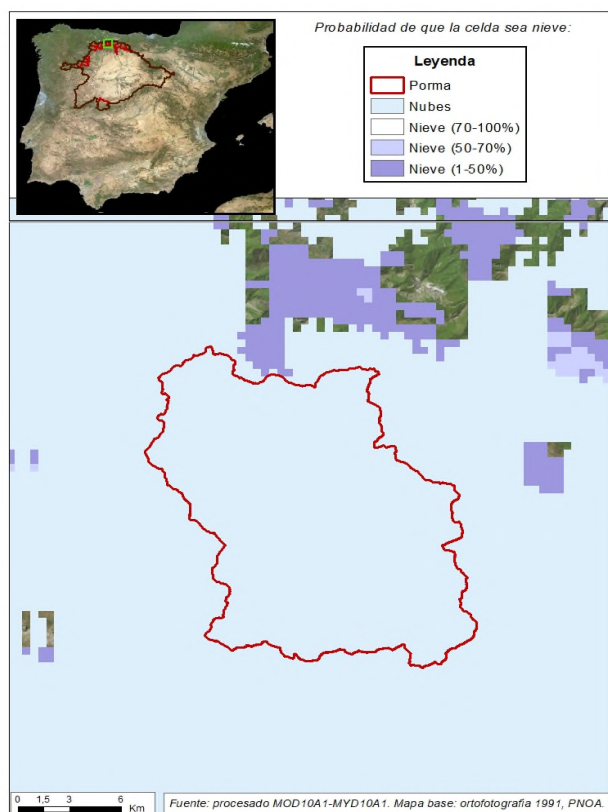 Probabilidad de que la celda sea nieve:
Leyenda
Porma
Nubes
Nieve (70-100%)
Nieve (50-70%)
Nieve (1-50%)
0 1,5 3 6
Km
Fuente: procesado MOD10A1-MYD10A1. Mapa base: ortofotografía 1991, PNOA.